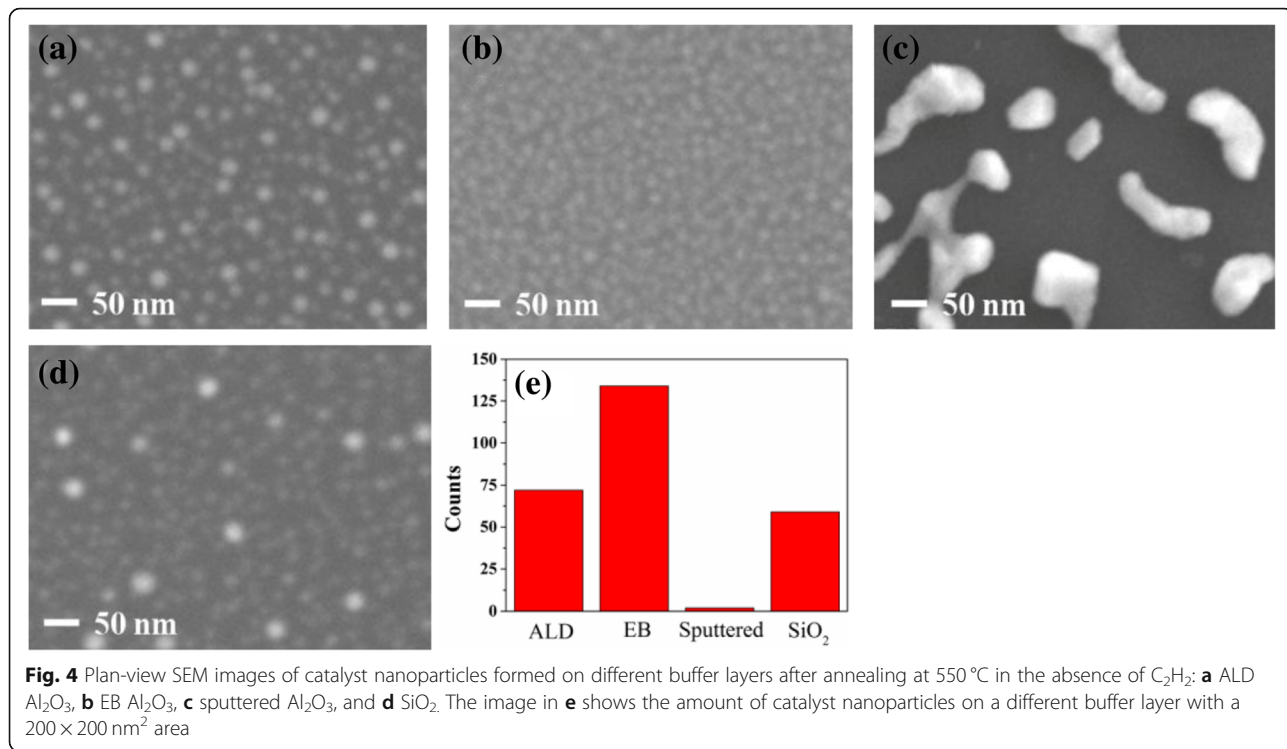 (a)
50 nm
(b)
50 nm
(c)
50 nm
(d)
50 nm
(e)
150
125
100
75
50
25
0
Counts
ALD EB Sputtered SiO₂
Fig. 4 Plan-view SEM images of catalyst nanoparticles formed on different buffer layers after annealing at 550 °C in the absence of C₂H₂: a ALD
Al₂O₃, b EB Al₂O₃, c sputtered Al₂O₃, and d SiO₂. The image in e shows the amount of catalyst nanoparticles on a different buffer layer with a
200 × 200 nm² area